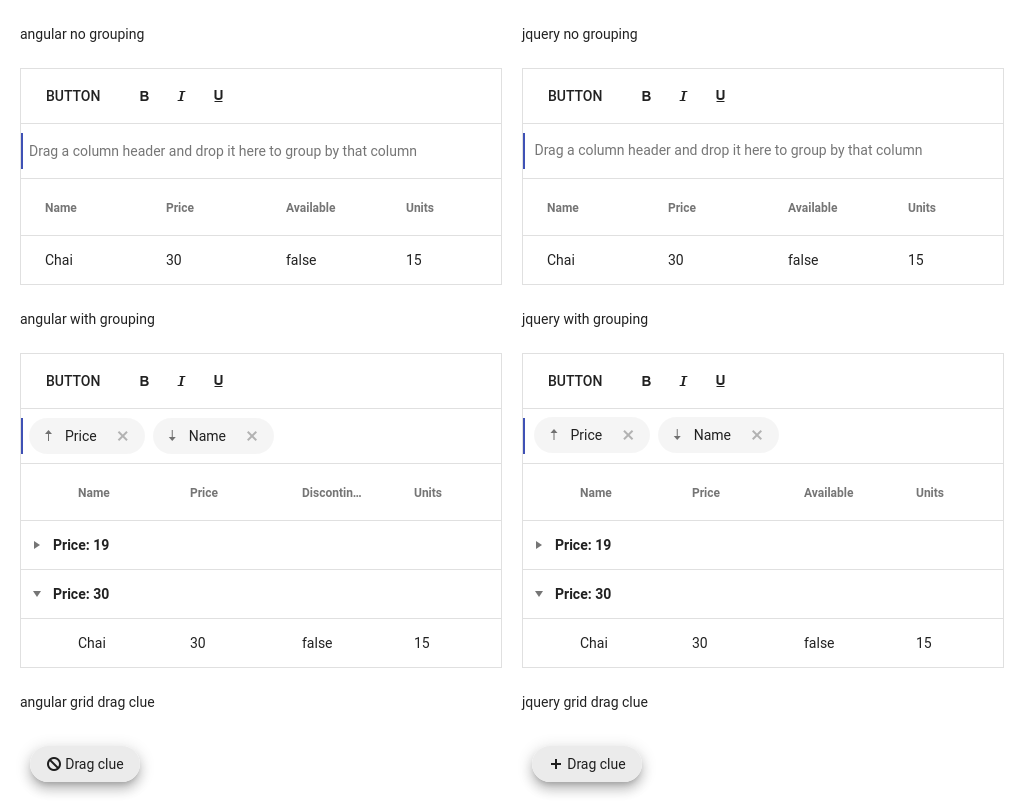 angular no grouping
jquery no grouping
BUTTON B I U
BUTTON B I U
Drag a column header and drop it here to group by that column
Drag a column header and drop it here to group by that column
Name Price Available Units
Name Price Available Units
Chai 30 false 15
Chai 30 false 15
angular with grouping
jquery with grouping
BUTTON B I U
BUTTON B I U
Price Name
Price Name
Name Price Discontin... Units
Name Price Available Units
Price: 19
Price: 19
Price: 30
Price: 30
Chai 30 false 15
Chai 30 false 15
angular grid drag clue
jquery grid drag clue
Drag clue
Drag clue